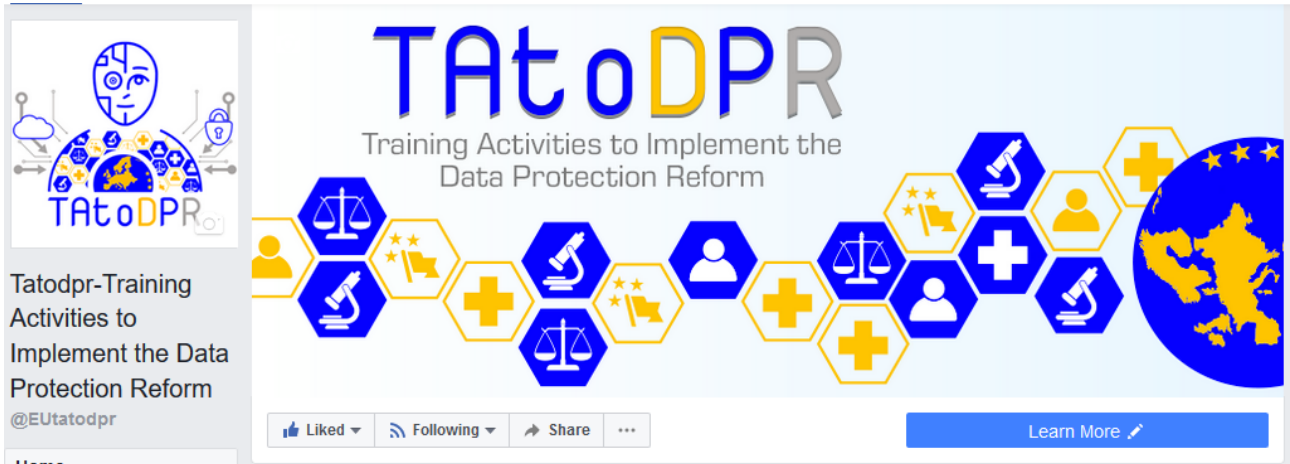 TAtoDPR
Tatodpr-Training
Activities to
Implement the Data
Protection Reform
@EUtatodpr
Home
TAtoDPR
Training Activities to Implement the
Data Protection Reform
Liked
Following
Share
Learn More